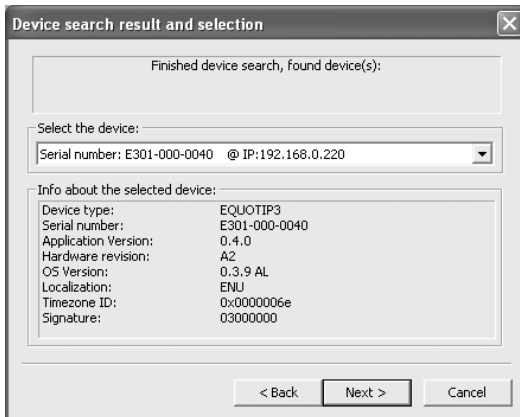 Device search result and selection
Finished device search, found device(s):
Select the device:
Serial number: E301-000-0040 @ IP:192.168.0.220
Info about the selected device:
Device type: EQUOTIP3
Serial number: E301-000-0040
Application Version: 0.4.0
Hardware revision: A2
OS Version: 0.3.9 AL
Localization: ENU
Timezone ID: 0x0000006e
Signature: 03000000
< Back Next > Cancel